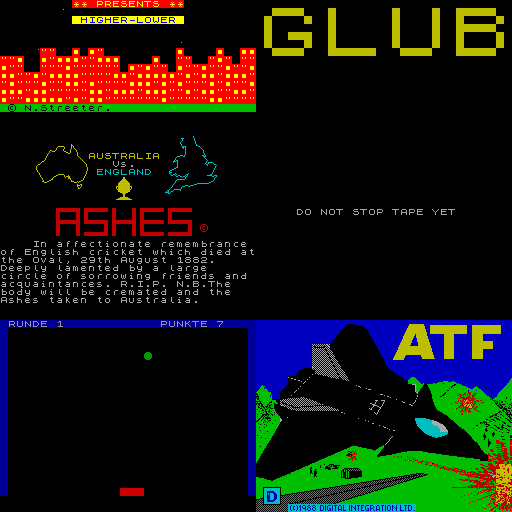 ** PRESENTS **
HIGHER-LOWER
© N.Streeter.
GLUB
DO NOT STOP TAPE YET
AUSTRALIA
Vs.
ENGLAND
ASHES©
In affectionate remembrance
of English cricket which died at
the Oval, 29th August 1882.
Deeply lamented by a large
circle of sorrowing friends and
acquaintances. R.I.P. N.B.The
body will be cremated and the
Ashes taken to Australia.
RUNDE 1 PUNKTE 7
ATF
D
(C)1988 DIGITAL INTEGRATION LTD.